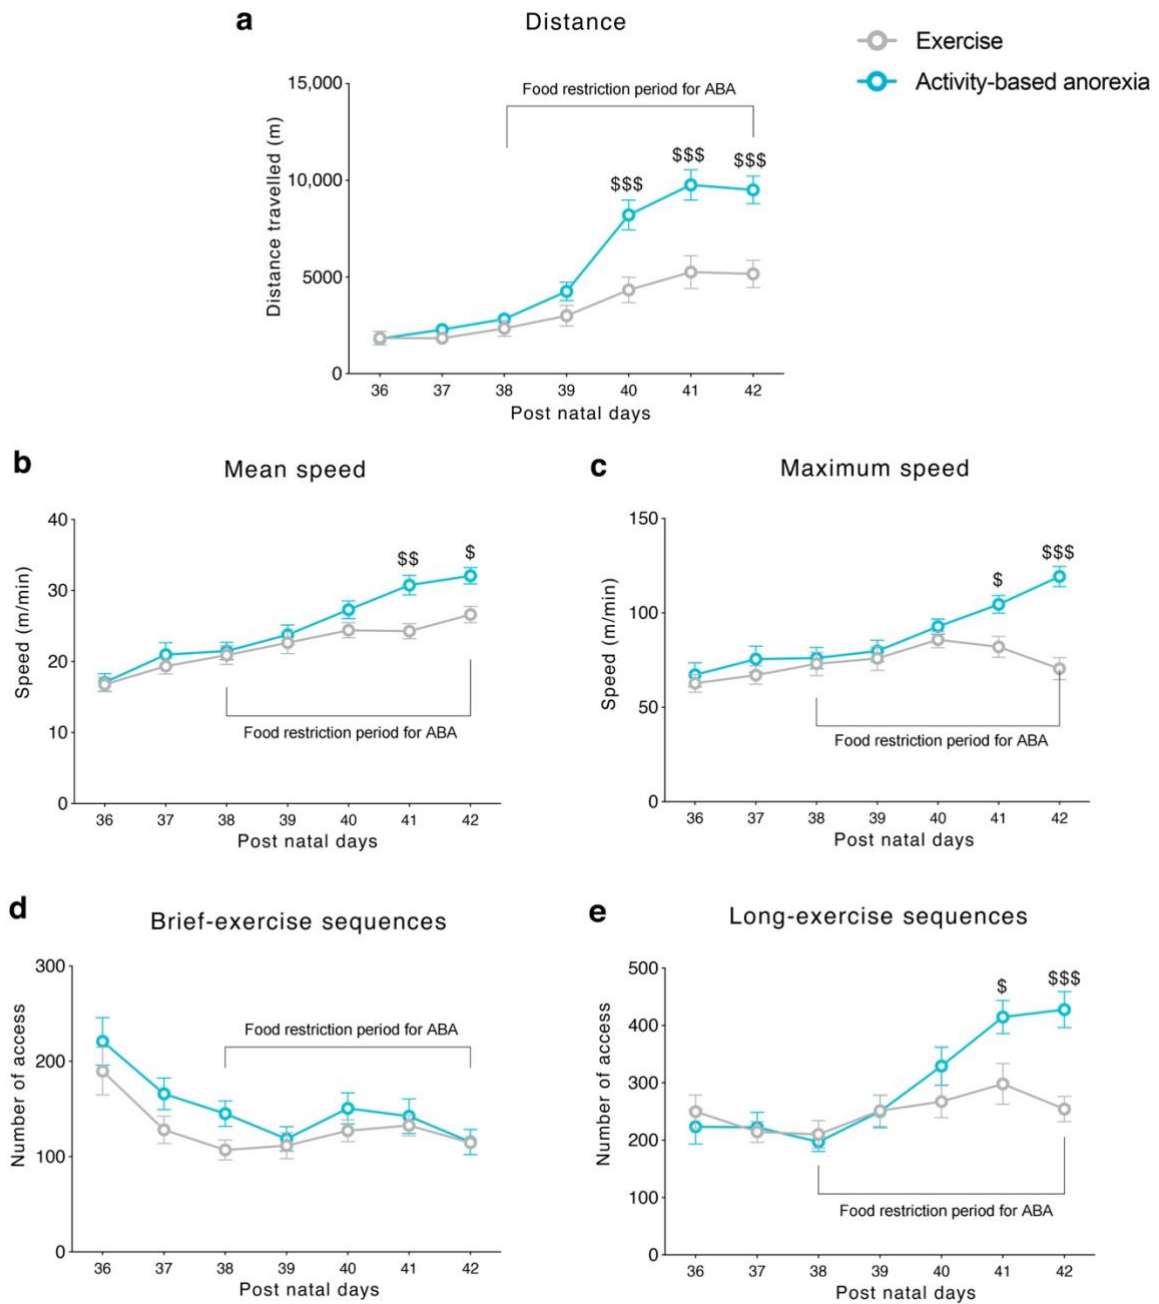 a
Distance
Exercise
Activity-based anorexia
15,000
10,000
5000
0
Distance travelled (m)
Food restriction period for ABA
$$$
$$$
$$$
36 37 38 39 40 41 42
Post natal days
b
Mean speed
40
30
20
10
0
Speed (m/min)
$$
$
Food restriction period for ABA
36 37 38 39 40 41 42
Post natal days
c
Maximum speed
150
100
50
0
Speed (m/min)
$
$$$
Food restriction period for ABA
36 37 38 39 40 41 42
Post natal days
d
Brief-exercise sequences
300
200
100
0
Number of access
Food restriction period for ABA
36 37 38 39 40 41 42
Post natal days
e
Long-exercise sequences
500
400
300
200
100
0
Number of access
$
$$$
Food restriction period for ABA
36 37 38 39 40 41 42
Post natal days